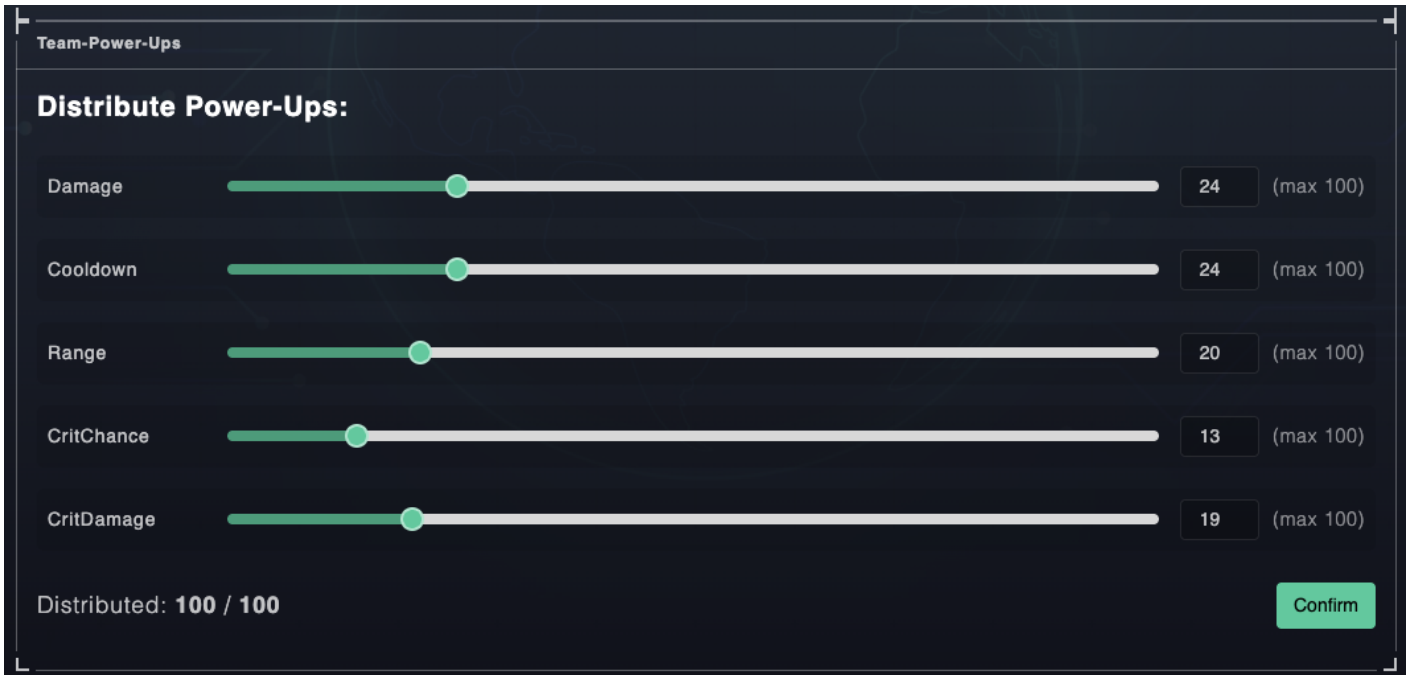 Team-Power-Ups
Distribute Power-Ups:
Damage 24 (max 100)
Cooldown 24 (max 100)
Range 20 (max 100)
CritChance 13 (max 100)
CritDamage 19 (max 100)
Distributed: 100 / 100 Confirm